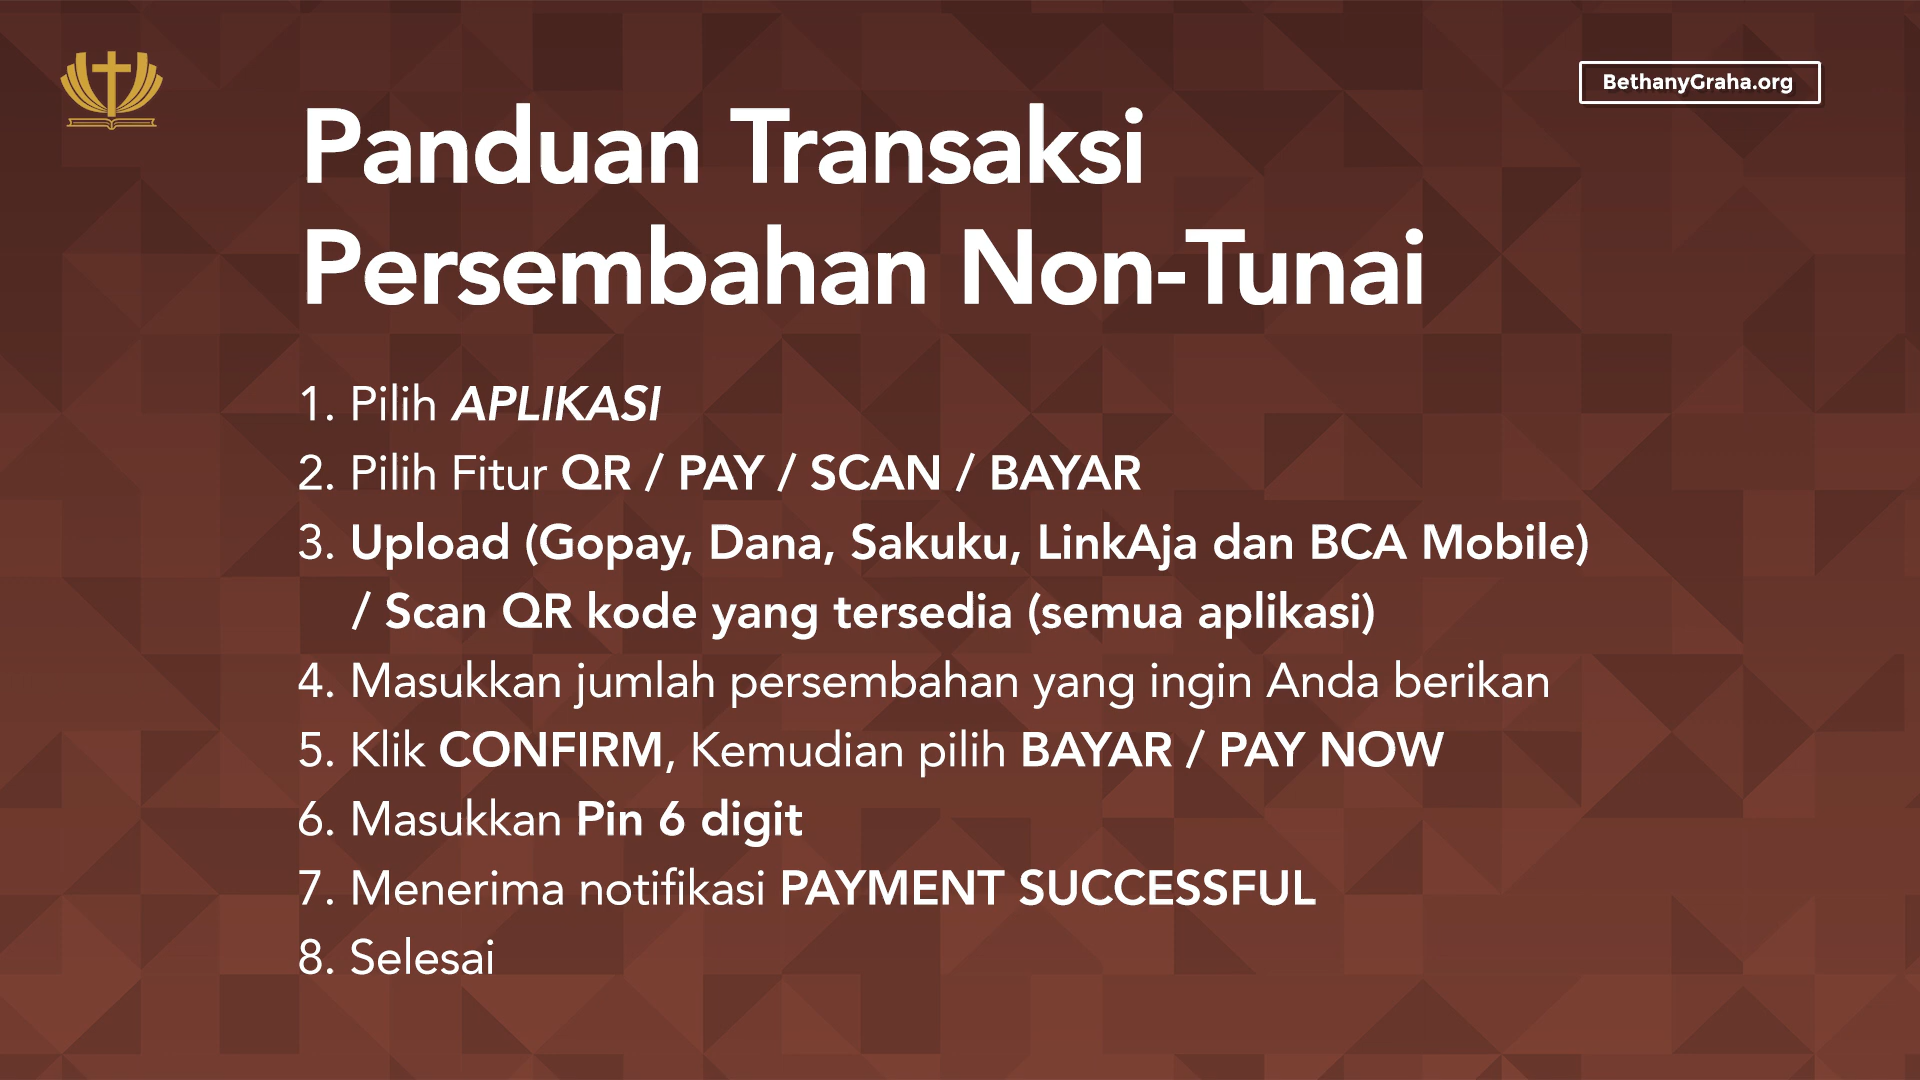 BethanyGraha.org
Panduan Transaksi
Persembahan Non-Tunai
1. Pilih APLIKASI
2. Pilih Fitur QR / PAY / SCAN / BAYAR
3. Upload (Gopay, Dana, Sakuku, LinkAja dan BCA Mobile)
/ Scan QR kode yang tersedia (semua aplikasi)
4. Masukkan jumlah persembahan yang ingin Anda berikan
5. Klik CONFIRM, Kemudian pilih BAYAR / PAY NOW
6. Masukkan Pin 6 digit
7. Menerima notifikasi PAYMENT SUCCESSFUL
8. Selesai